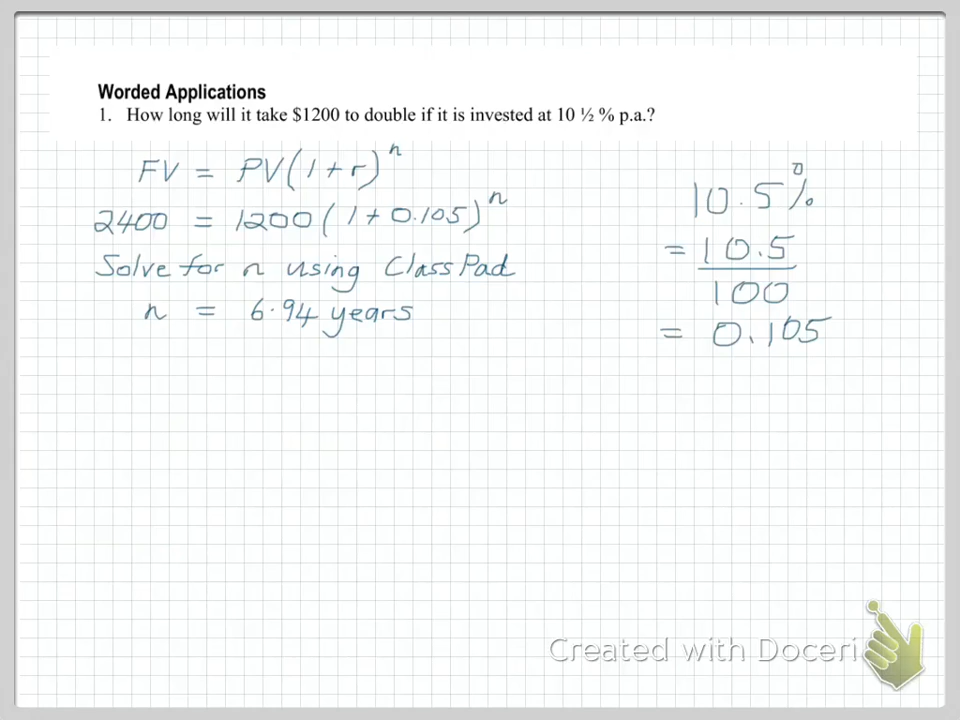 Worded Applications
1. How long will it take $1200 to double if it is invested at 10 ½ % p.a.?
FV = PV(1 + r)^n
2400 = 1200(1 + 0.105)^n
Solve for n using ClassPad
n = 6.94 years
10.5%
= 10.5
100
= 0.105
Created with Doceri